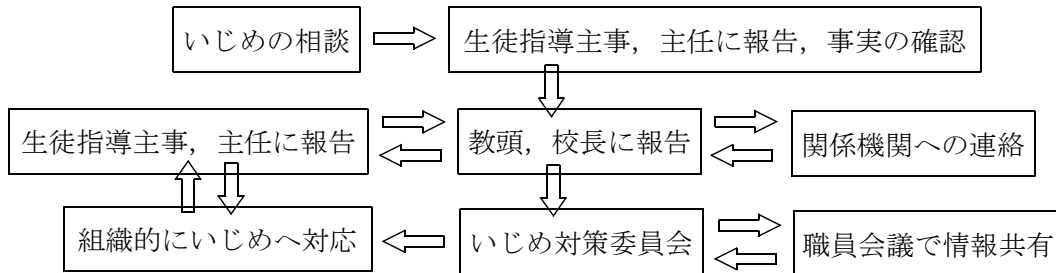 いじめの相談
生徒指導主事，主任に報告，事実の確認
生徒指導主事，主任に報告
教頭，校長に報告
関係機関への連絡
組織的にいじめへ対応
いじめ対策委員会
職員会議で情報共有